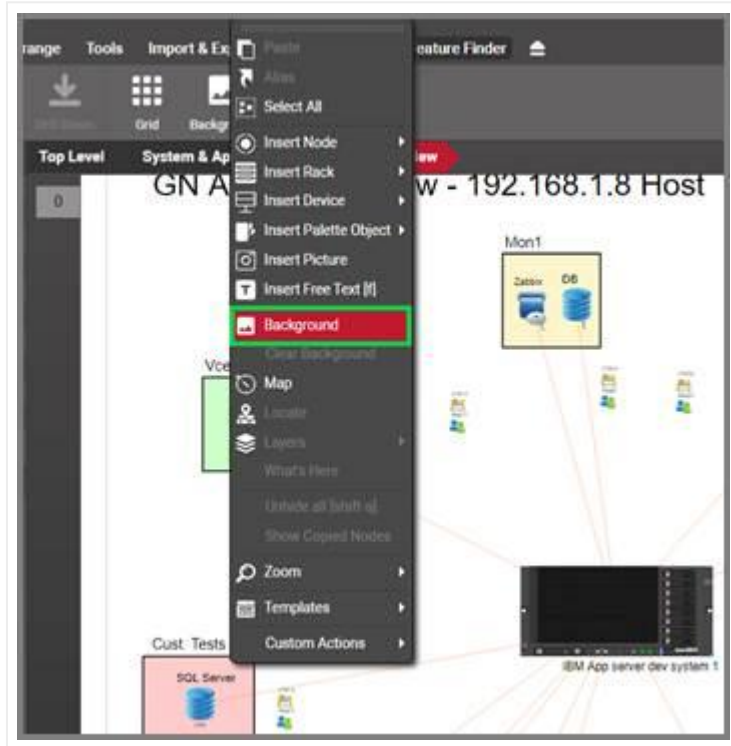 range Tools Import & Ex eature Finder
Grid Backgr
Top Level System & Ap ew
0
GN A w - 192.168.1.8 Host
Paste
Alias
Select All
Insert Node
Insert Rack
Insert Device
Insert Palette Object
Insert Picture
Insert Free Text [f]
Background
Clear Background
Map
Locate
Layers
What's Here
Unhide all [shift q]
Show Copied Nodes
Zoom
Templates
Custom Actions
Mon1
Zabbix DB
Vce
Cust Tests
SQL Server
IBM App server dev system 1